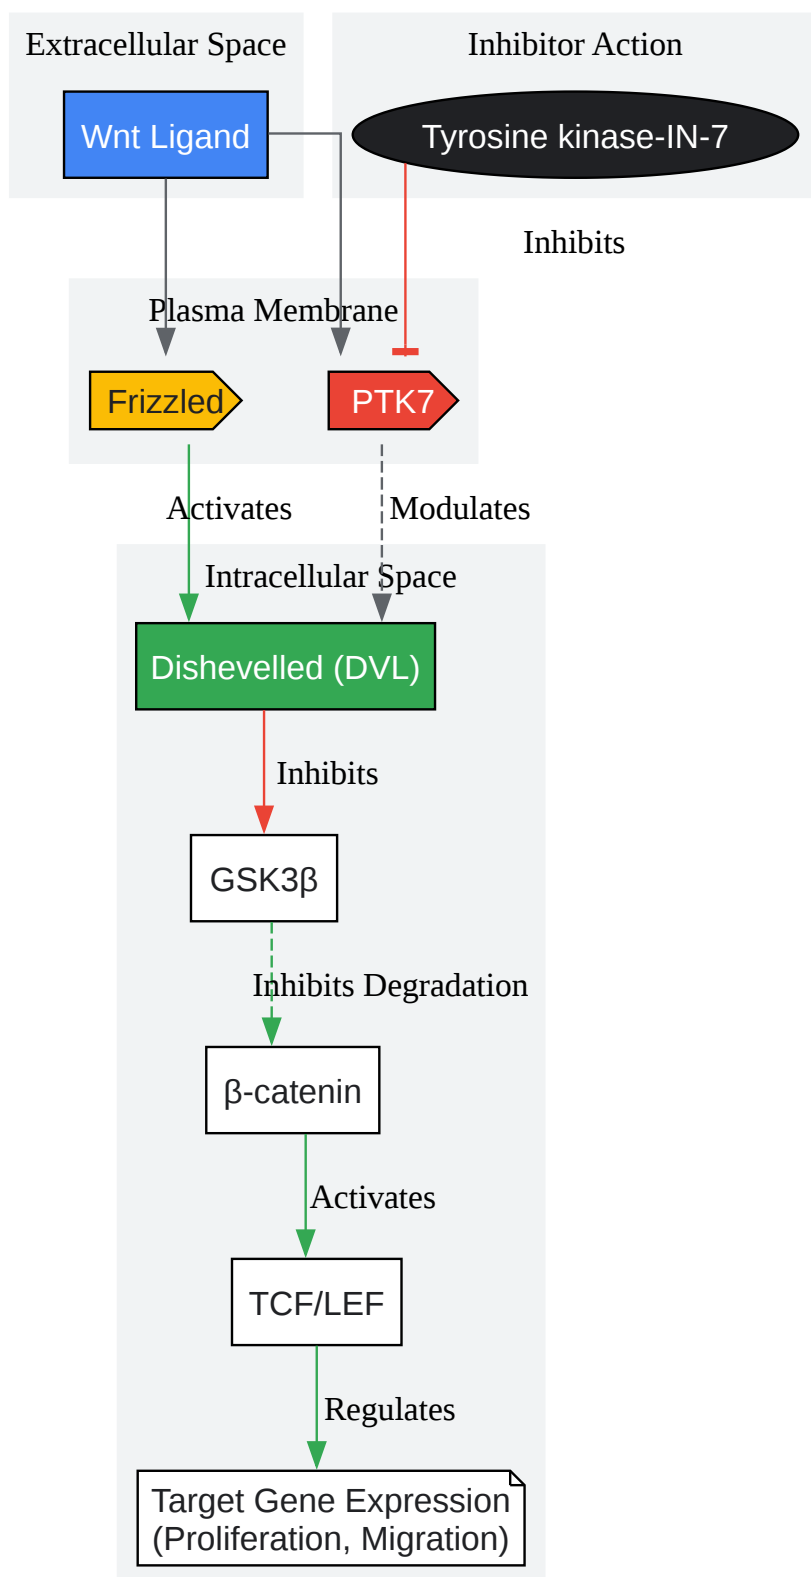 Extracellular Space
Inhibitor Action
Wnt Ligand
Tyrosine kinase-IN-7
Inhibits
Plasma Membrane
Frizzled
PTK7
Activates
Modulates
Intracellular Space
Dishevelled (DVL)
Inhibits
GSK3β
Inhibits Degradation
β-catenin
Activates
TCF/LEF
Regulates
Target Gene Expression
(Proliferation, Migration)